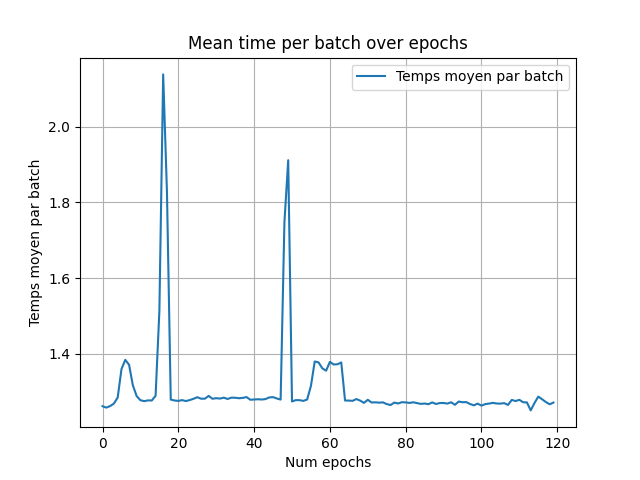 Mean time per batch over epochs
Temps moyen par batch
2.0
1.8
1.6
1.4
Temps moyen par batch
0
20
40
60
80
100
120
Num epochs